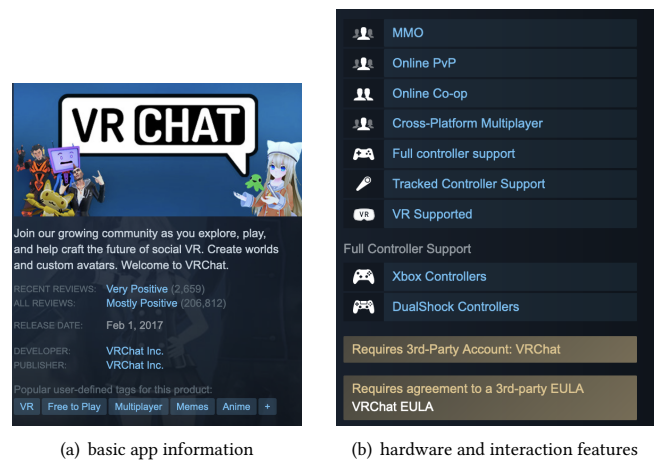 VR CHAT
Join our growing community as you explore, play,
and help craft the future of social VR. Create worlds
and custom avatars. Welcome to VRChat.
RECENT REVIEWS: Very Positive (2,659)
ALL REVIEWS: Mostly Positive (206,812)
RELEASE DATE: Feb 1, 2017
DEVELOPER: VRChat Inc.
PUBLISHER: VRChat Inc.
Popular user-defined tags for this product:
VR Free to Play Multiplayer Memes Anime +
(a) basic app information
MMO
Online PvP
Online Co-op
Cross-Platform Multiplayer
Full controller support
Tracked Controller Support
VR VR Supported
Full Controller Support
Xbox Controllers
DualShock Controllers
Requires 3rd-Party Account: VRChat
Requires agreement to a 3rd-party EULA
VRChat EULA
(b) hardware and interaction features